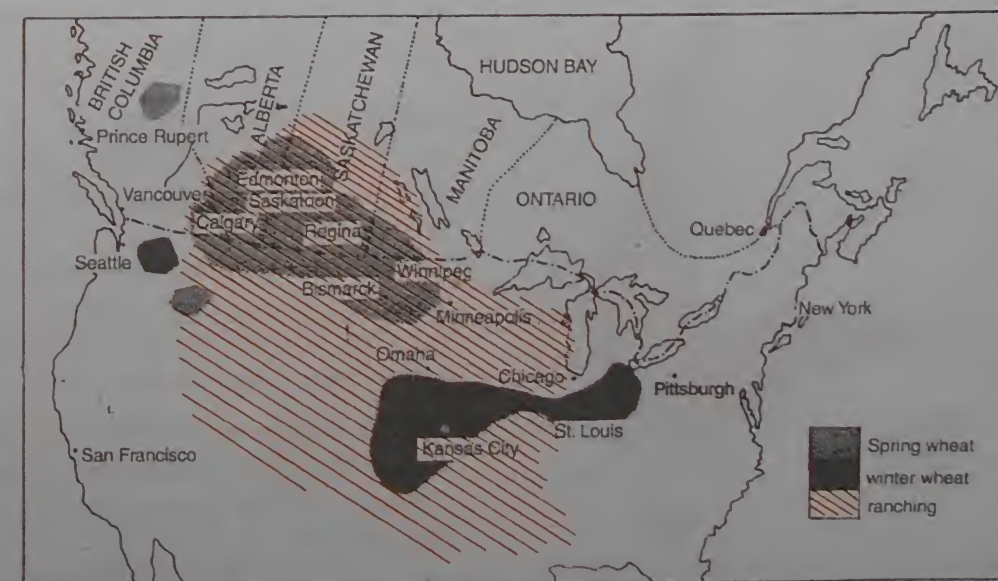 BRITISH
COLUMBIA
ALBERTA
SASKATCHEWAN
MANITOBA
HUDSON BAY
ONTARIO
Prince Rupert
Edmonton
Saskatoon
Vancouver
Calgary
Regina
Quebec
Seattle
Winnipeg
Bismarck
Minneapolis
New York
Omaha
Chicago
Pittsburgh
St. Louis
Kansas City
San Francisco
Spring wheat
winter wheat
ranching